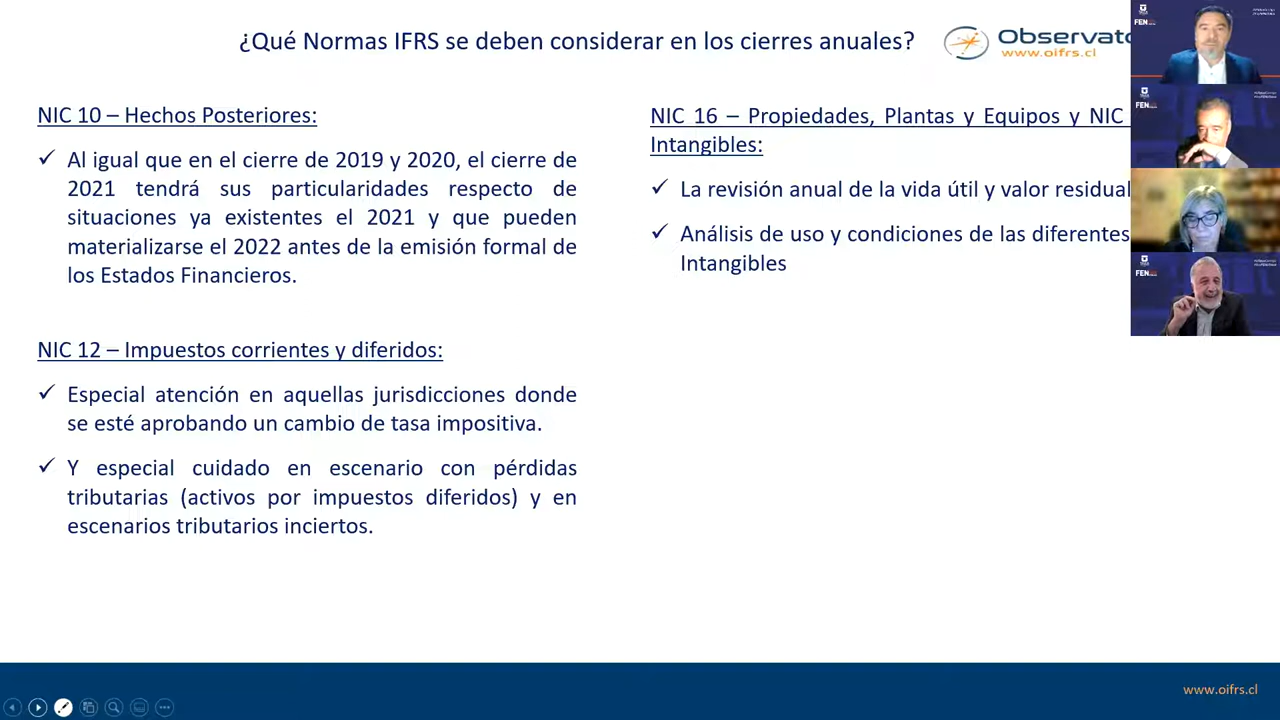 ¿Qué Normas IFRS se deben considerar en los cierres anuales?
Observato
www.oifrs.cl
NIC 10 – Hechos Posteriores:
✓ Al igual que en el cierre de 2019 y 2020, el cierre de
2021 tendrá sus particularidades respecto de
situaciones ya existentes el 2021 y que pueden
materializarse el 2022 antes de la emisión formal de
los Estados Financieros.
NIC 12 – Impuestos corrientes y diferidos:
✓ Especial atención en aquellas jurisdicciones donde
se esté aprobando un cambio de tasa impositiva.
✓ Y especial cuidado en escenario con pérdidas
tributarias (activos por impuestos diferidos) y en
escenarios tributarios inciertos.
NIC 16 – Propiedades, Plantas y Equipos y NIC
Intangibles:
✓ La revisión anual de la vida útil y valor residual
✓ Análisis de uso y condiciones de las diferentes
Intangibles
FEN
FEN
FEN
www.oifrs.cl